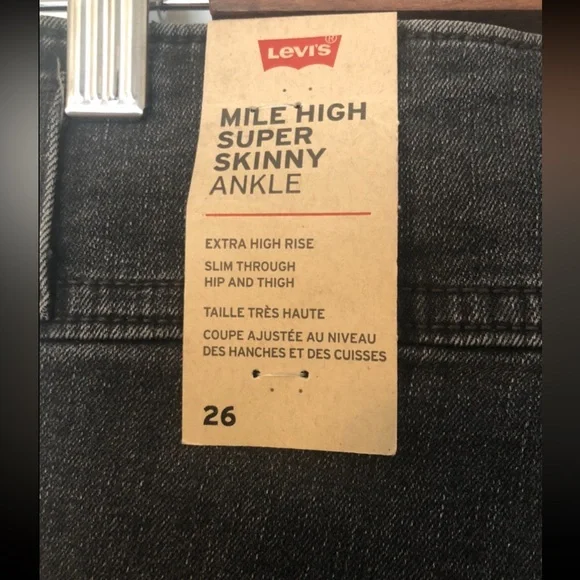 LEVI'S
MILE HIGH
SUPER
SKINNY
ANKLE
EXTRA HIGH RISE
SLIM THROUGH
HIP AND THIGH
TAILLE TRÈS HAUTE
COUPE AJUSTÉE AU NIVEAU
DES HANCHES ET DES CUISSES
26